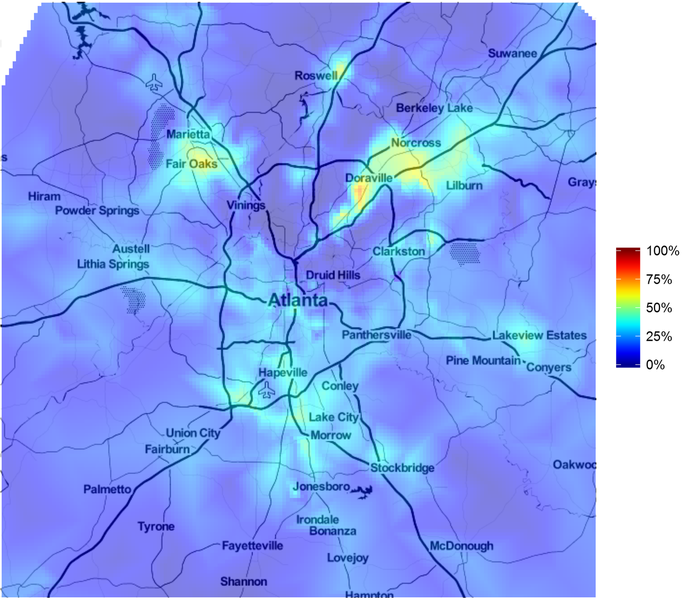 Suwanee
Roswell
Berkeley Lake
Marietta
Norcross
s
Fair Oaks
Doraville
Lilburn
Grays
Hiram
Vinings
Powder Springs
Austell
Clarkston
Lithia Springs
Druid Hills
Atlanta
Panthersville
Lakeview Estates
Pine Mountain
Conyers
Hapeville
Conley
Lake City
Union City
Morrow
Fairburn
Stockbridge
Oakwoo
Palmetto
Jonesboro
Irondale
Tyrone
Bonanza
Fayetteville
McDonough
Lovejoy
Shannon
Hampton
100%
75%
50%
25%
0%